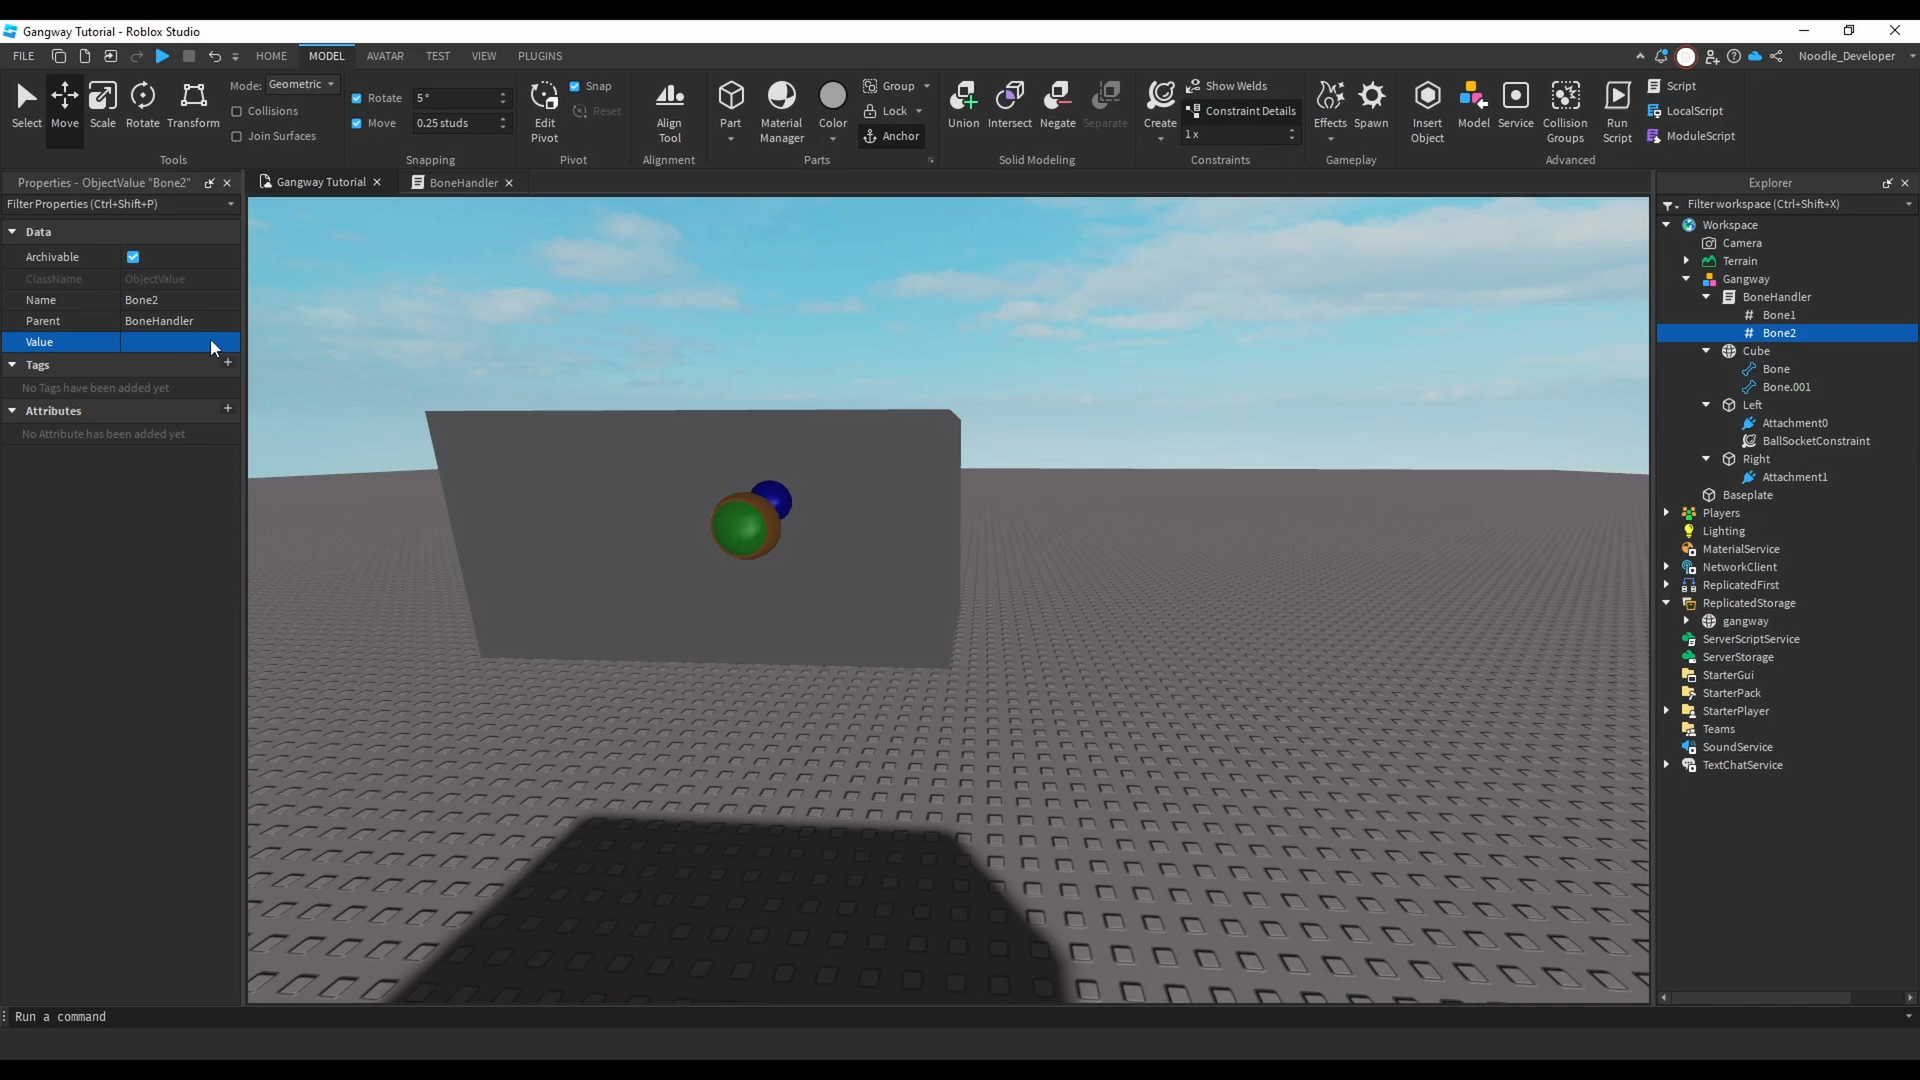 Gangway Tutorial - Roblox Studio
FILE HOME MODEL AVATAR TEST VIEW PLUGINS Noodle_Developer
Select Move Scale Rotate Transform
Mode: Geometric
Collisions
Join Surfaces
Tools
Rotate 5°
Move 0.25 studs
Snapping
Edit Pivot
Snap
Reset
Pivot
Align Tool
Alignment
Part
Material Manager
Color
Group
Lock
Anchor
Parts
Union Intersect Negate Separate
Solid Modeling
Create
Show Welds
Constraint Details
1x
Constraints
Effects Spawn
Gameplay
Insert Object
Model
Service
Collision Groups
Run Script
Script
LocalScript
ModuleScript
Advanced
Properties - ObjectValue "Bone2"
Filter Properties (Ctrl+Shift+P)
Data
Archivable
ClassName ObjectValue
Name Bone2
Parent BoneHandler
Value
Tags +
No Tags have been added yet
Attributes +
No Attribute has been added yet
Gangway Tutorial
BoneHandler
Explorer
Filter workspace (Ctrl+Shift+X)
Workspace
Camera
Terrain
Gangway
BoneHandler
# Bone1
# Bone2
Cube
Bone
Bone.001
Left
Attachment0
BallSocketConstraint
Right
Attachment1
Baseplate
Players
Lighting
MaterialService
NetworkClient
ReplicatedFirst
ReplicatedStorage
gangway
ServerScriptService
ServerStorage
StarterGui
StarterPack
StarterPlayer
Teams
SoundService
TextChatService
Run a command